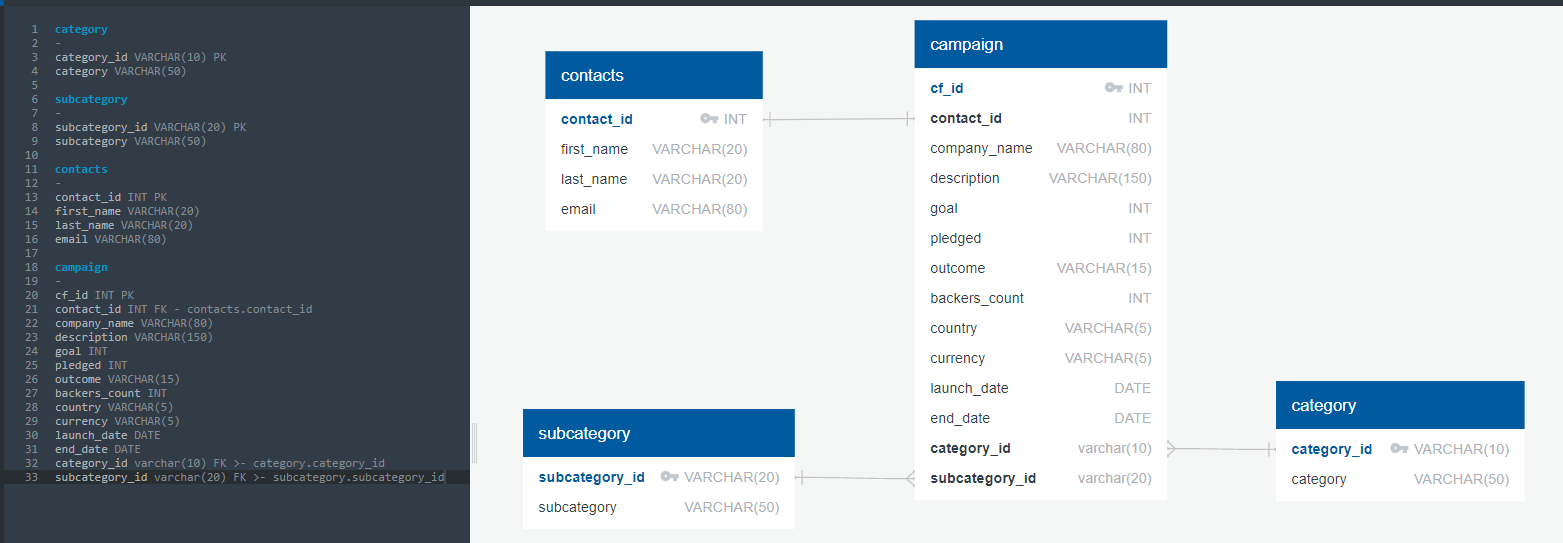 1 category
2 -
3 category_id VARCHAR(10) PK
4 category VARCHAR(50)
5
6 subcategory
7 -
8 subcategory_id VARCHAR(20) PK
9 subcategory VARCHAR(50)
10
11 contacts
12 -
13 contact_id INT PK
14 first_name VARCHAR(20)
15 last_name VARCHAR(20)
16 email VARCHAR(80)
17
18 campaign
19 -
20 cf_id INT PK
21 contact_id INT FK - contacts.contact_id
22 company_name VARCHAR(80)
23 description VARCHAR(150)
24 goal INT
25 pledged INT
26 outcome VARCHAR(15)
27 backers_count INT
28 country VARCHAR(5)
29 currency VARCHAR(5)
30 launch_date DATE
31 end_date DATE
32 category_id varchar(10) FK >- category.category_id
33 subcategory_id varchar(20) FK >- subcategory.subcategory_id
contacts
contact_id INT
first_name VARCHAR(20)
last_name VARCHAR(20)
email VARCHAR(80)
campaign
cf_id INT
contact_id INT
company_name VARCHAR(80)
description VARCHAR(150)
goal INT
pledged INT
outcome VARCHAR(15)
backers_count INT
country VARCHAR(5)
currency VARCHAR(5)
launch_date DATE
end_date DATE
category_id varchar(10)
subcategory_id varchar(20)
subcategory
subcategory_id VARCHAR(20)
subcategory VARCHAR(50)
category
category_id VARCHAR(10)
category VARCHAR(50)